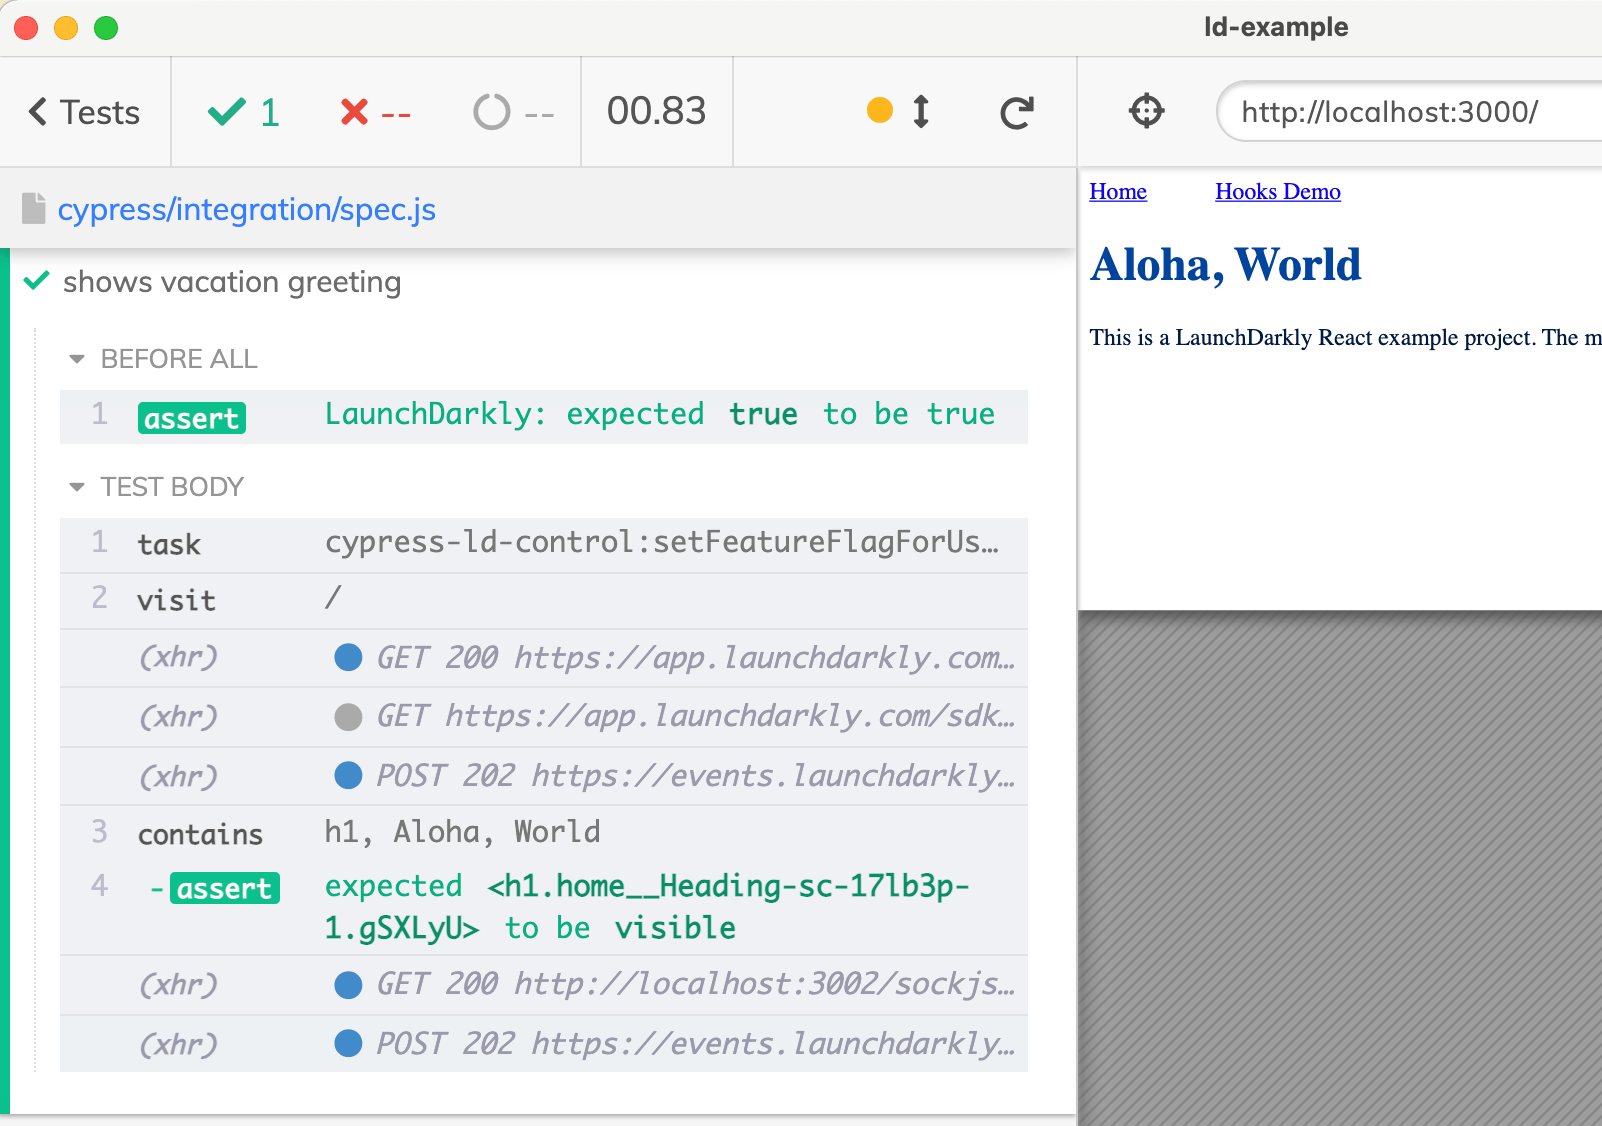 ld-example
Tests
1
--
--
00.83
http://localhost:3000/
cypress/integration/spec.js
shows vacation greeting
BEFORE ALL
1 assert LaunchDarkly: expected true to be true
TEST BODY
1 task cypress-ld-control:setFeatureFlagForUs…
2 visit /
(xhr) GET 200 https://app.launchdarkly.com…
(xhr) GET https://app.launchdarkly.com/sdk…
(xhr) POST 202 https://events.launchdarkly…
3 contains h1, Aloha, World
4 -assert expected <h1.home__Heading-sc-17lb3p-
1.gSXLyU> to be visible
(xhr) GET 200 http://localhost:3002/sockjs…
(xhr) POST 202 https://events.launchdarkly…
Home Hooks Demo
Aloha, World
This is a LaunchDarkly React example project. The m